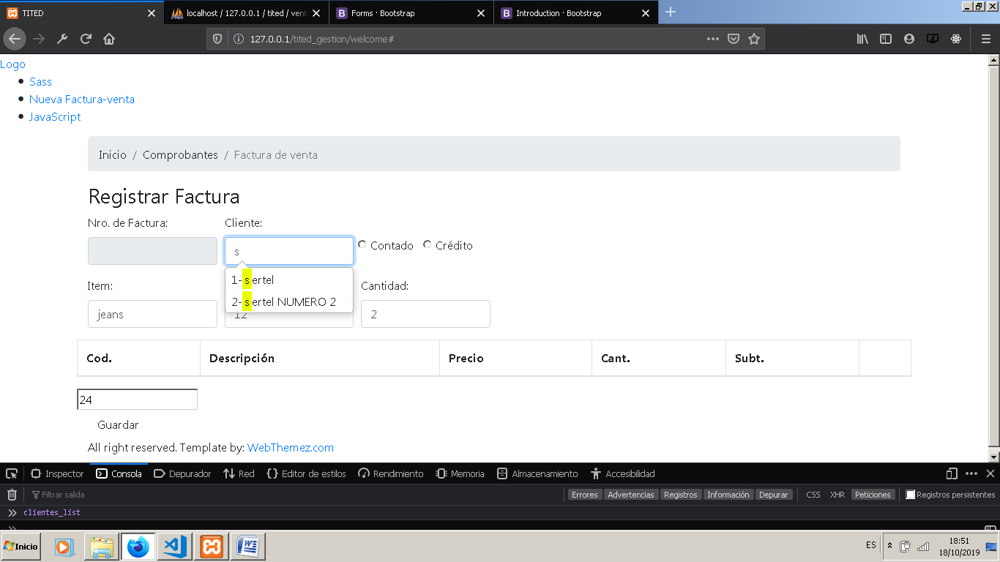 TITED
localhost / 127.0.0.1 / tited / vent
Forms · Bootstrap
Introduction · Bootstrap
127.0.0.1/tited_gestion/welcome#
Logo
Sass
Nueva Factura-venta
JavaScript
Inicio / Comprobantes / Factura de venta
Registrar Factura
Nro. de Factura: Cliente:
s Contado Crédito
1-siertel
2-siertel NUMERO 2
Item: Cantidad:
jeans 12 2
Cod. Descripción Precio Cant. Subt.
24
Guardar
All right reserved. Template by: WebThemez.com
Inspector Consola Depurador Red Editor de estilos Rendimiento Memoria Almacenamiento Accesibilidad
Filtrar salida Errores Advertencias Registros Información Depurar CSS XHR Peticiones Registros persistentes
clientes_list
Inicio ES 18:51
18/10/2019